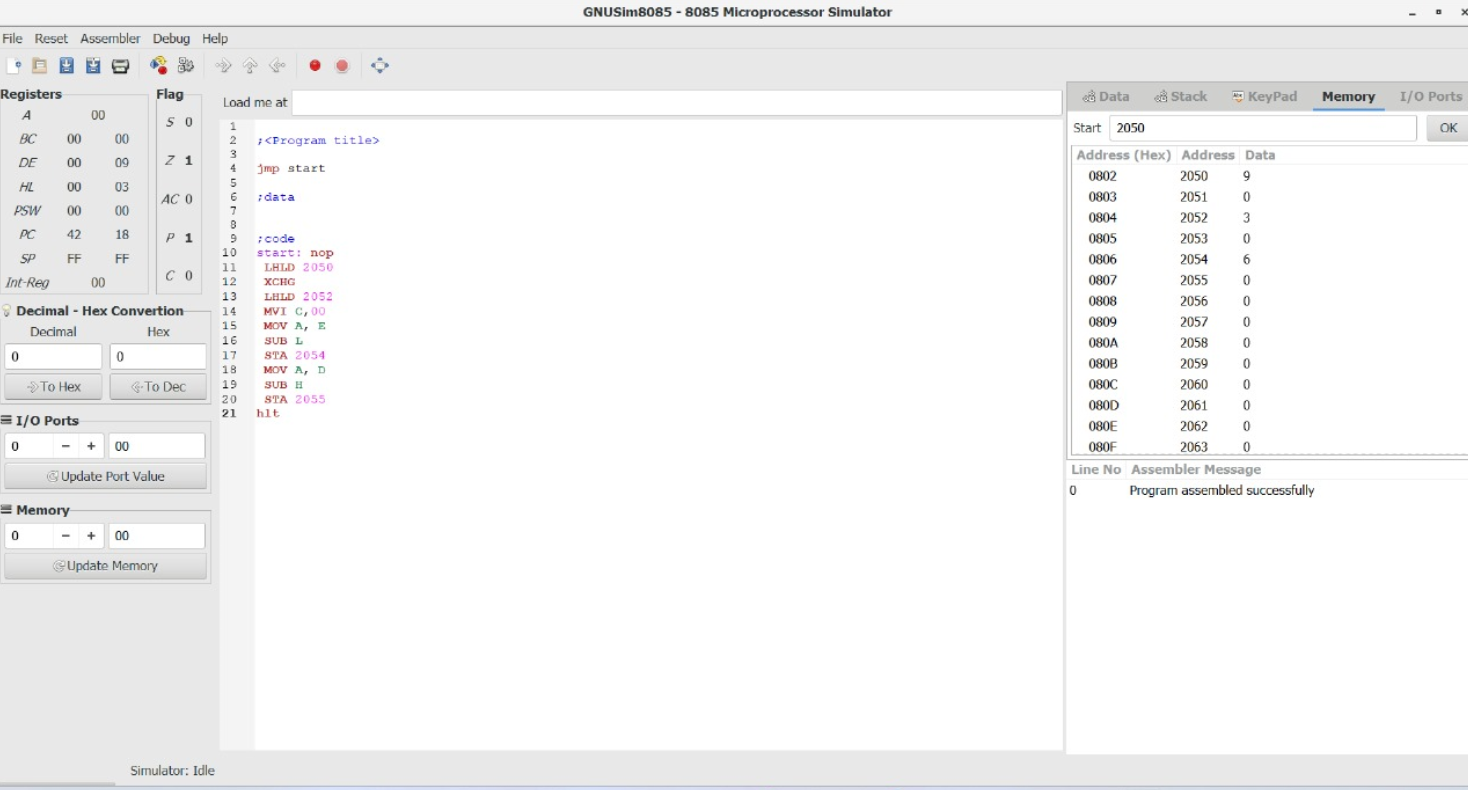 GNUSim8085 - 8085 Microprocessor Simulator
File Reset Assembler Debug Help
Registers
A 00
BC 00 00
DE 00 09
HL 00 03
PSW 00 00
PC 42 18
SP FF FF
Int-Reg 00
Flag
S 0
Z 1
AC 0
P 1
C 0
Decimal - Hex Convertion
Decimal Hex
0 0
To Hex To Dec
I/O Ports
0 - + 00
Update Port Value
Memory
0 - + 00
Update Memory
Load me at
1
2 ;<Program title>
3
4 jmp start
5
6 ;data
7
8
9 ;code
10 start: nop
11 LHLD 2050
12 XCHG
13 LHLD 2052
14 MVI C,00
15 MOV A, E
16 SUB L
17 STA 2054
18 MOV A, D
19 SUB H
20 STA 2055
21 hlt
Data Stack KeyPad Memory I/O Ports
Start 2050 OK
Address (Hex) Address Data
0802 2050 9
0803 2051 0
0804 2052 3
0805 2053 0
0806 2054 6
0807 2055 0
0808 2056 0
0809 2057 0
080A 2058 0
080B 2059 0
080C 2060 0
080D 2061 0
080E 2062 0
080F 2063 0
Line No Assembler Message
0 Program assembled successfully
Simulator: Idle